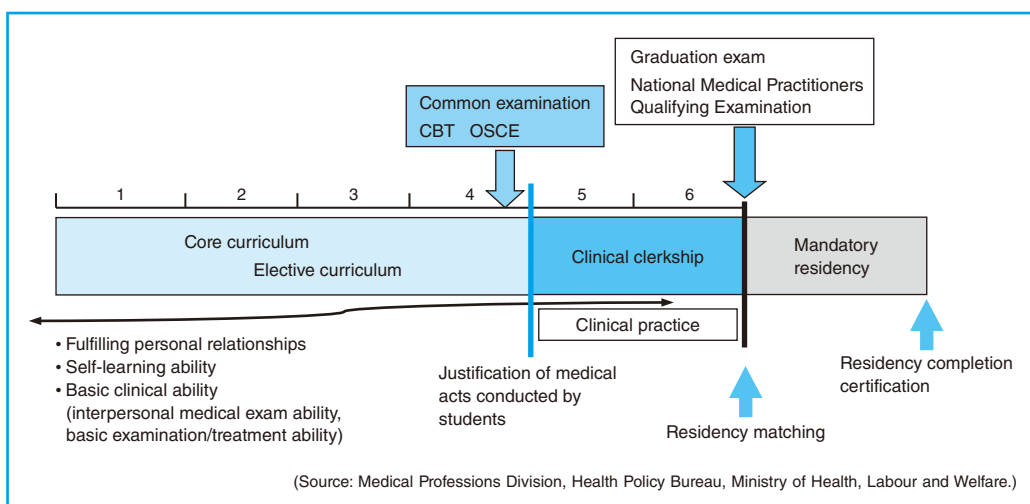 Graduation exam
National Medical Practitioners
Qualifying Examination
Common examination
CBT OSCE
1 2 3 4 5 6
Core curriculum
Elective curriculum
Clinical clerkship
Mandatory
residency
Clinical practice
• Fulfilling personal relationships
• Self-learning ability
• Basic clinical ability
(interpersonal medical exam ability,
basic examination/treatment ability)
Justification of medical
acts conducted by
students
Residency matching
Residency completion
certification
(Source: Medical Professions Division, Health Policy Bureau, Ministry of Health, Labour and Welfare.)